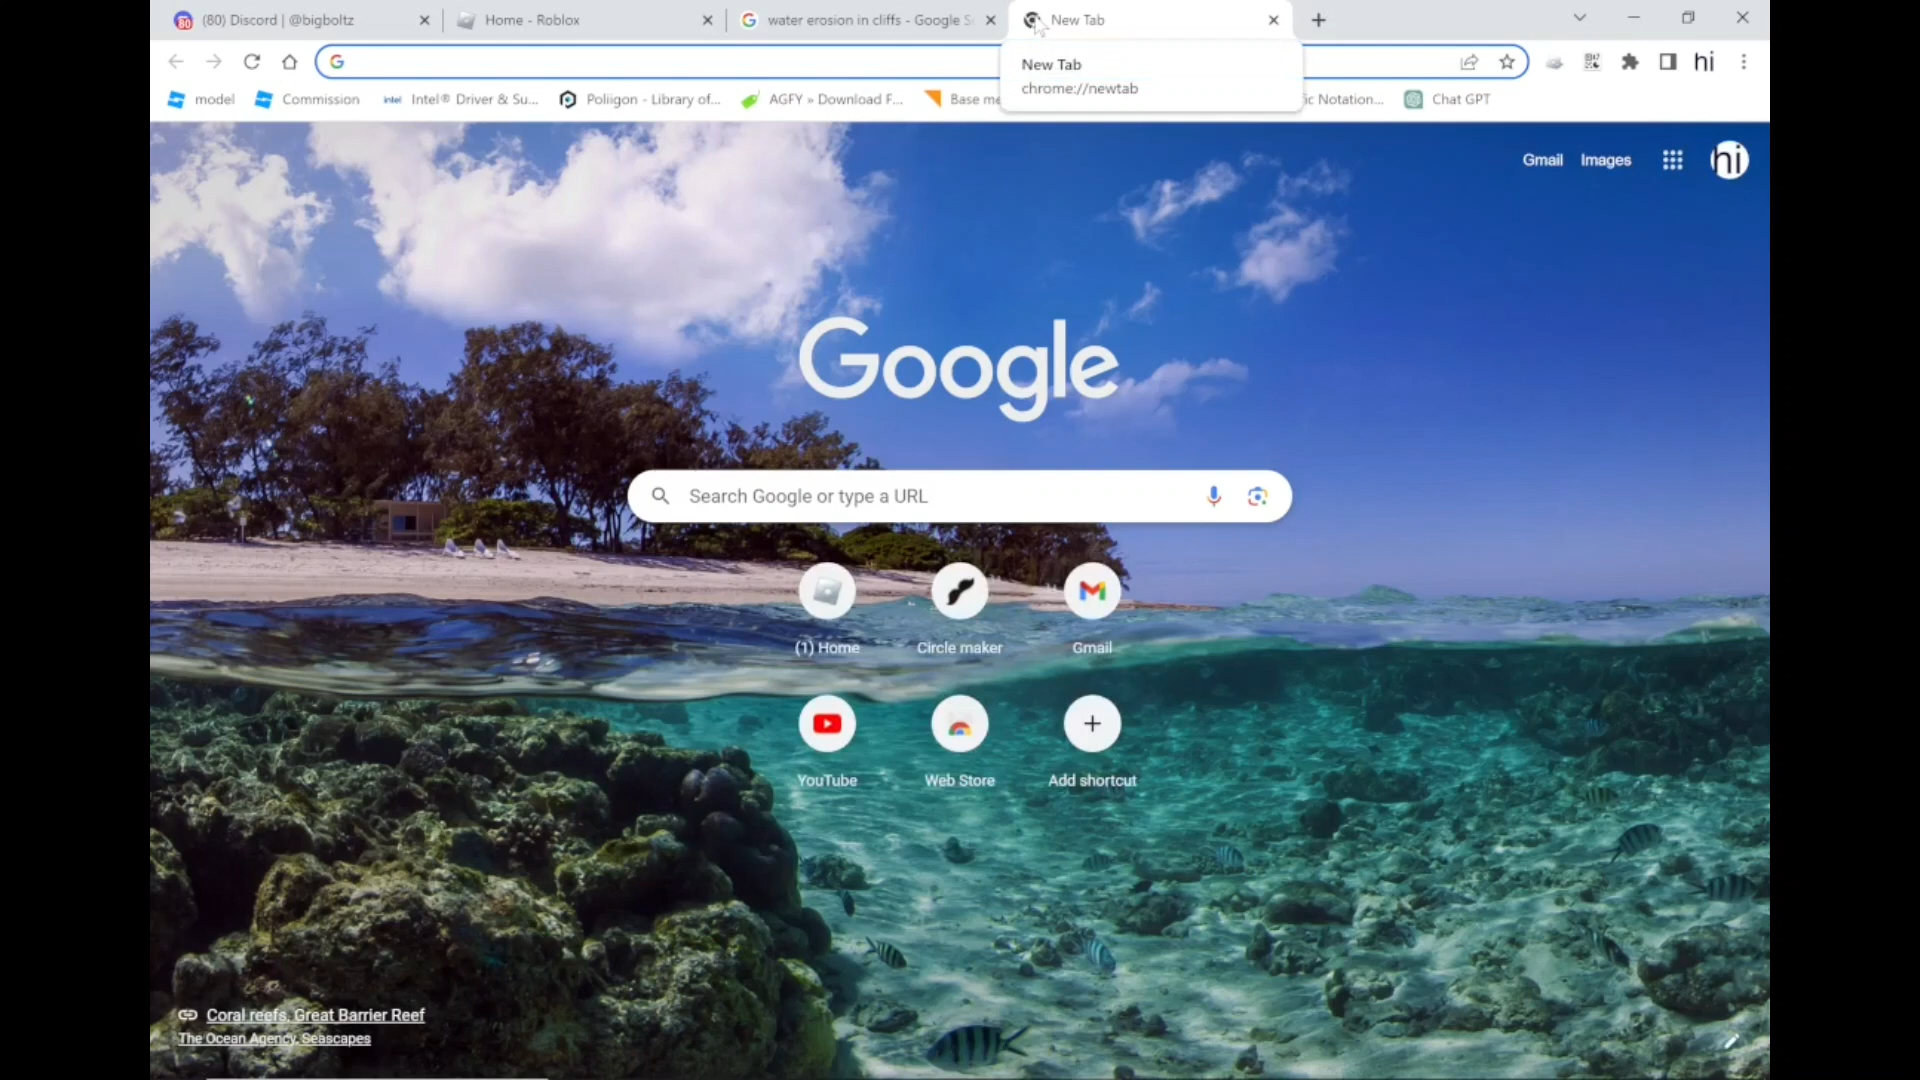 (80) Discord | @bigboltz
Home - Roblox
water erosion in cliffs - Google S
New Tab
New Tab
chrome://newtab
hi
model
Commission
intel
Intel® Driver & Su...
Poliigon - Library of...
AGFY » Download F...
Base me
ic Notation...
Chat GPT
Gmail
Images
hi
Google
Search Google or type a URL
(1) Home
Circle maker
Gmail
YouTube
Web Store
Add shortcut
Coral reefs, Great Barrier Reef
The Ocean Agency, Seascapes